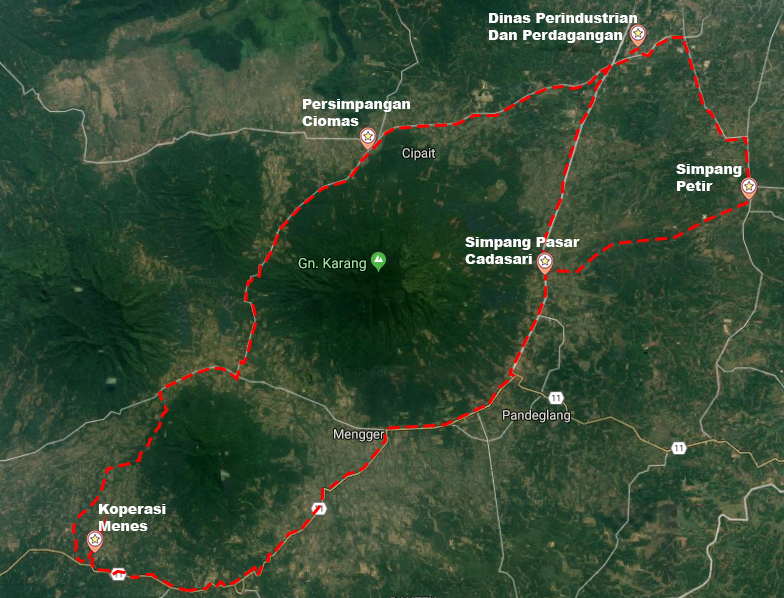 Dinas Perindustrian
Dan Perdagangan
Persimpangan
Ciomas
Cipait
Simpang
Petir
Simpang Pasar
Cadasari
Gn. Karang
11
Pandeglang
Mengger
11
Koperasi
Menes